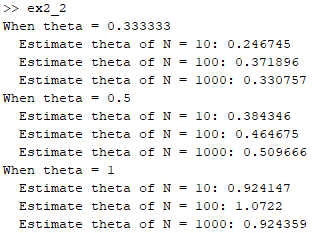 >> ex2_2
When theta = 0.333333
Estimate theta of N = 10: 0.246745
Estimate theta of N = 100: 0.371896
Estimate theta of N = 1000: 0.330757
When theta = 0.5
Estimate theta of N = 10: 0.384346
Estimate theta of N = 100: 0.464675
Estimate theta of N = 1000: 0.509666
When theta = 1
Estimate theta of N = 10: 0.924147
Estimate theta of N = 100: 1.0722
Estimate theta of N = 1000: 0.924359